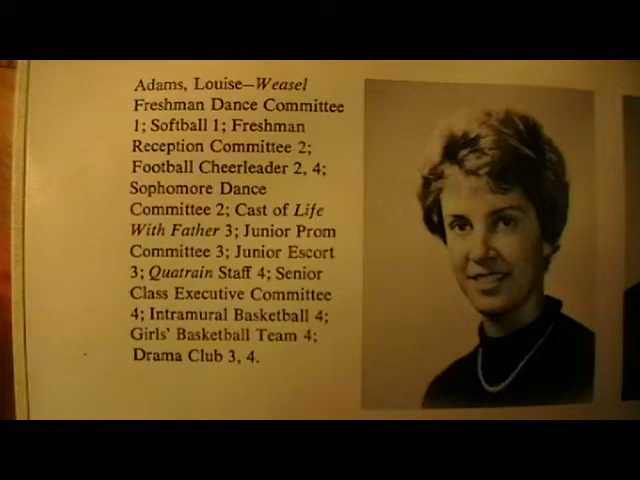 Adams, Louise—Weasel
Freshman Dance Committee
1; Softball 1; Freshman
Reception Committee 2;
Football Cheerleader 2, 4;
Sophomore Dance
Committee 2; Cast of Life
With Father 3; Junior Prom
Committee 3; Junior Escort
3; Quatrain Staff 4; Senior
Class Executive Committee
4; Intramural Basketball 4;
Girls' Basketball Team 4;
Drama Club 3, 4.